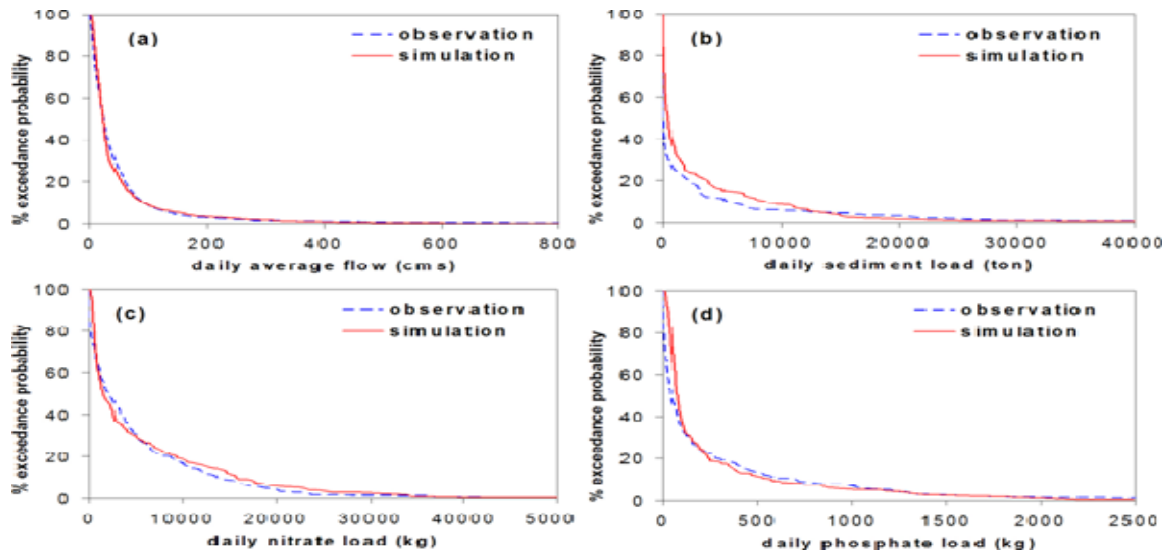 100
80
60
40
20
0
% exceedance probability
(a)
observation
simulation
0 200 400 600 800
daily average flow (cms)
100
80
60
40
20
0
% exceedance probability
(b)
observation
simulation
0 10000 20000 30000 40000
daily sediment load (ton)
100
80
60
40
20
0
% exceedance probability
(c)
observation
simulation
0 10000 20000 30000 40000 5000
daily nitrate load (kg)
100
80
60
40
20
0
% exceedance probability
(d)
observation
simulation
0 500 1000 1500 2000 2500
daily phosphate load (kg)